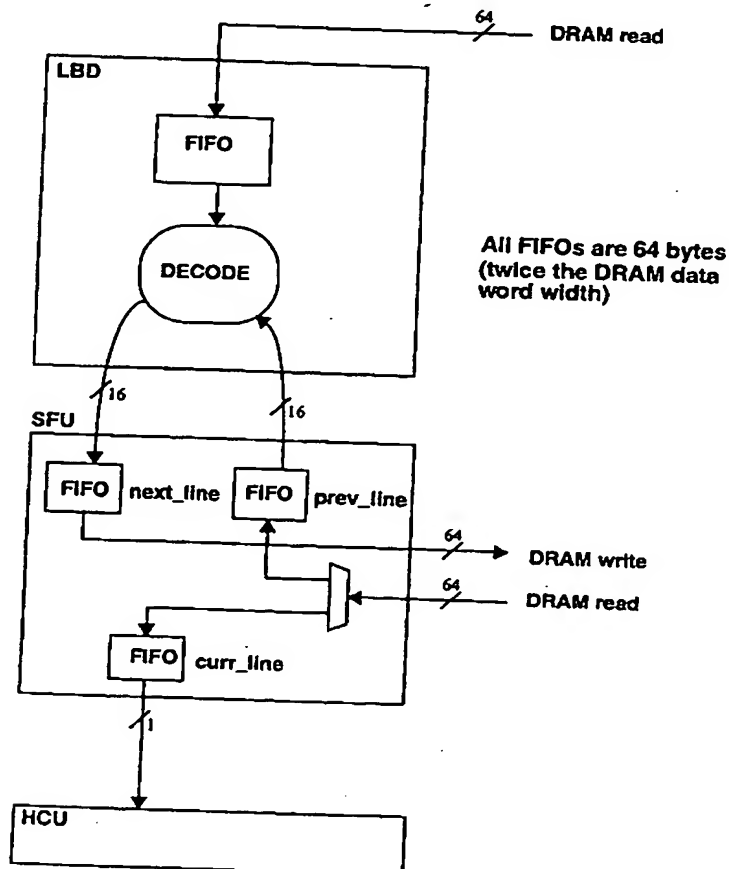 64
DRAM read
LBD
FIFO
DECODE
All FIFOs are 64 bytes
(twice the DRAM data
word width)
16
16
SFU
FIFO
next_line
FIFO
prev_line
64
DRAM write
64
DRAM read
FIFO
curr_line
1
HCU